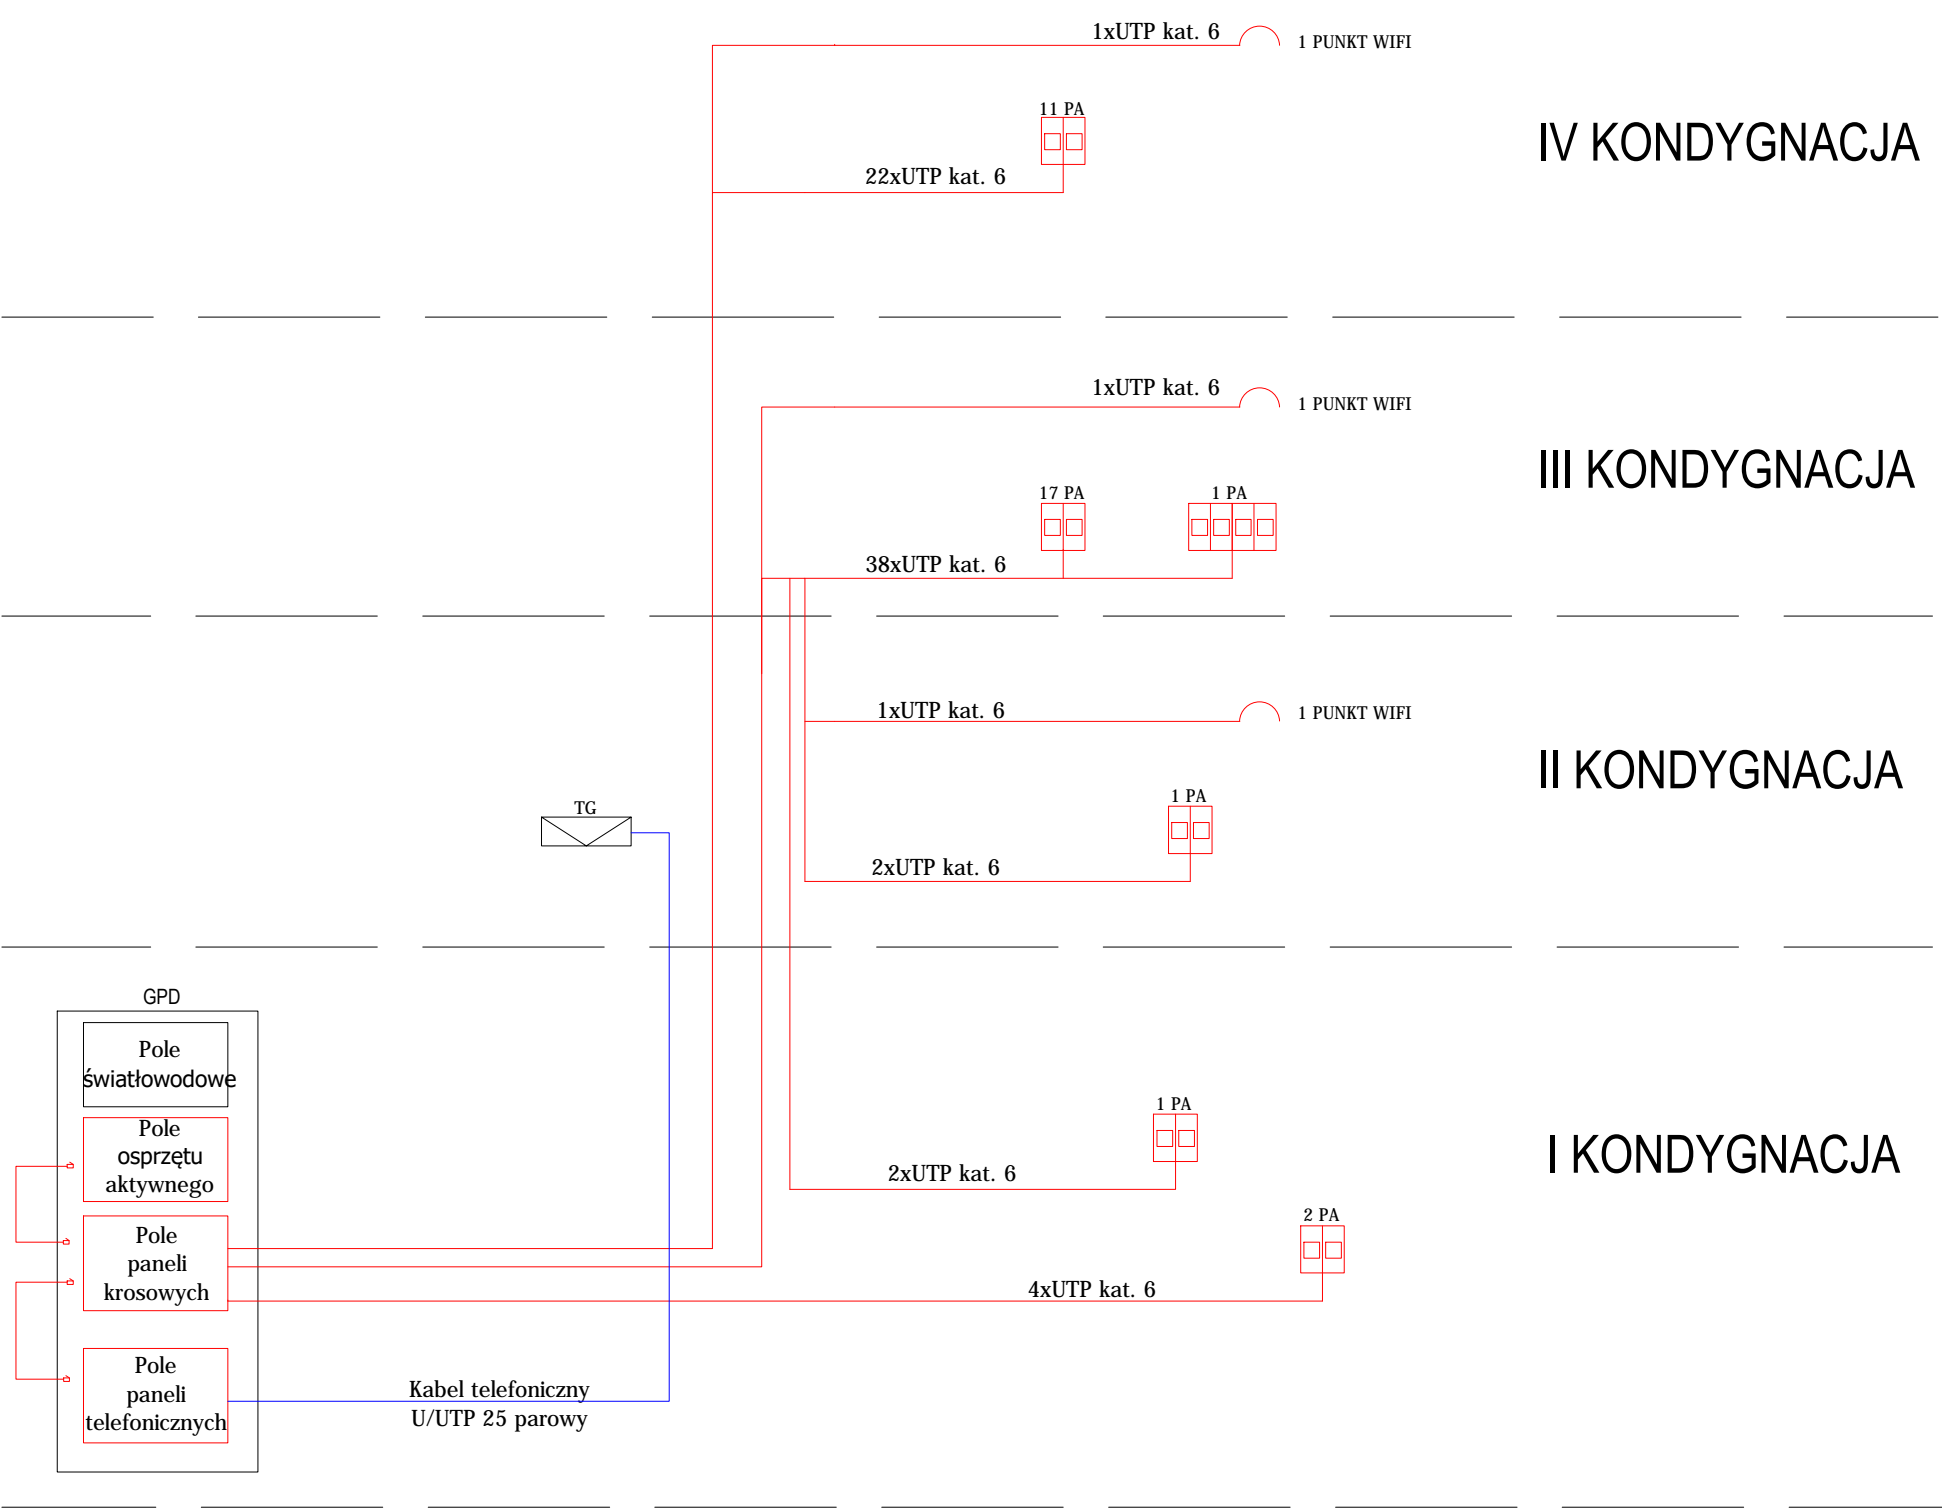 1xUTP kat. 6
1 PUNKT WIFI
11 PA
IV KONDYGNACJA
22xUTP kat. 6
1xUTP kat. 6
1 PUNKT WIFI
III KONDYGNACJA
17 PA
1 PA
38xUTP kat. 6
1xUTP kat. 6
1 PUNKT WIFI
II KONDYGNACJA
1 PA
TG
2xUTP kat. 6
GPD
Pole
światłowodowe
Pole
osprzętu
aktywnego
Pole
paneli
krosowych
Pole
paneli
telefonicznych
1 PA
I KONDYGNACJA
2xUTP kat. 6
2 PA
4xUTP kat. 6
Kabel telefoniczny
U/UTP 25 parowy